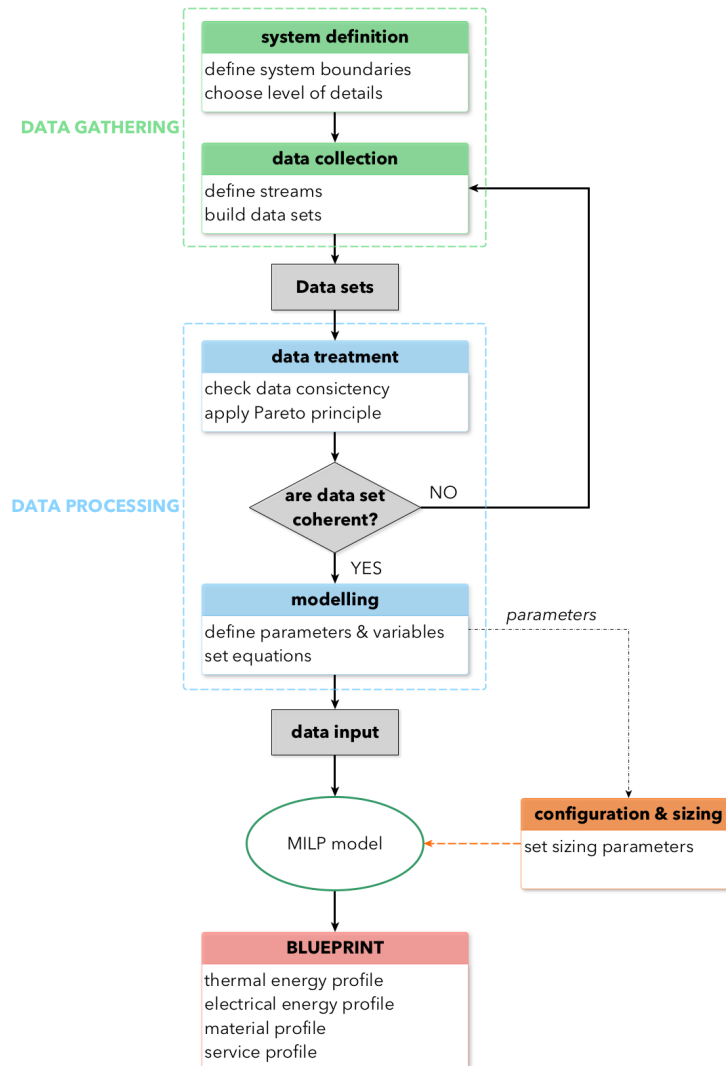 system definition
define system boundaries
choose level of details
DATA GATHERING
data collection
define streams
build data sets
Data sets
data treatment
check data consictency
apply Pareto principle
DATA PROCESSING
are data set
coherent?
NO
YES
modelling
define parameters & variables
set equations
parameters
data input
configuration & sizing
set sizing parameters
MILP model
BLUEPRINT
thermal energy profile
electrical energy profile
material profile
service profile